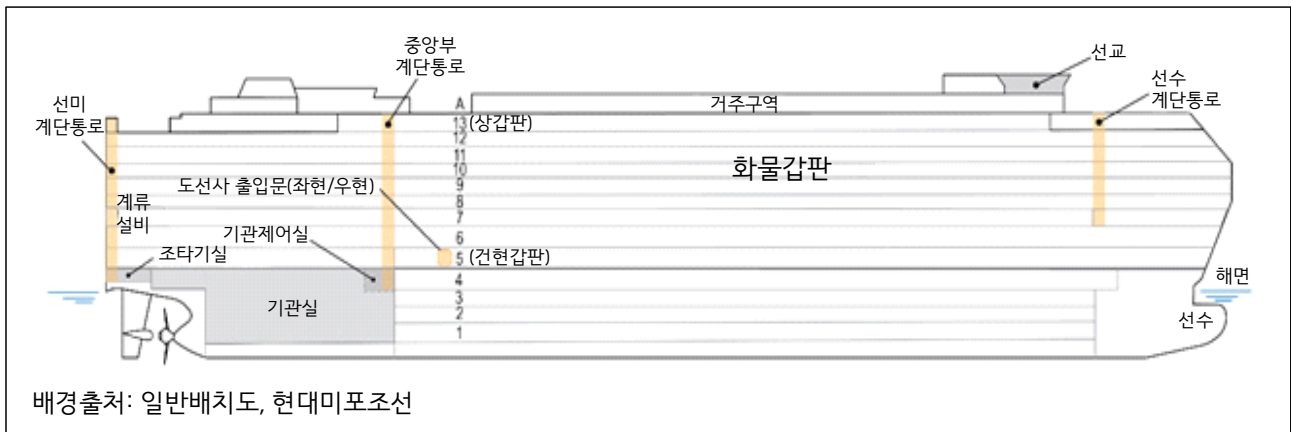 중앙부
계단통로
선교
선수
계단통로
선미
계단통로
A
거주구역
13 (상갑판)
12
11
10
화물갑판
9
도선사 출입문(좌현/우현)
8
계류
설비
7
기관제어실
6
조타기실
5 (건현갑판)
4
해면
기관실
3
2
선수
1
배경출처: 일반배치도, 현대미포조선